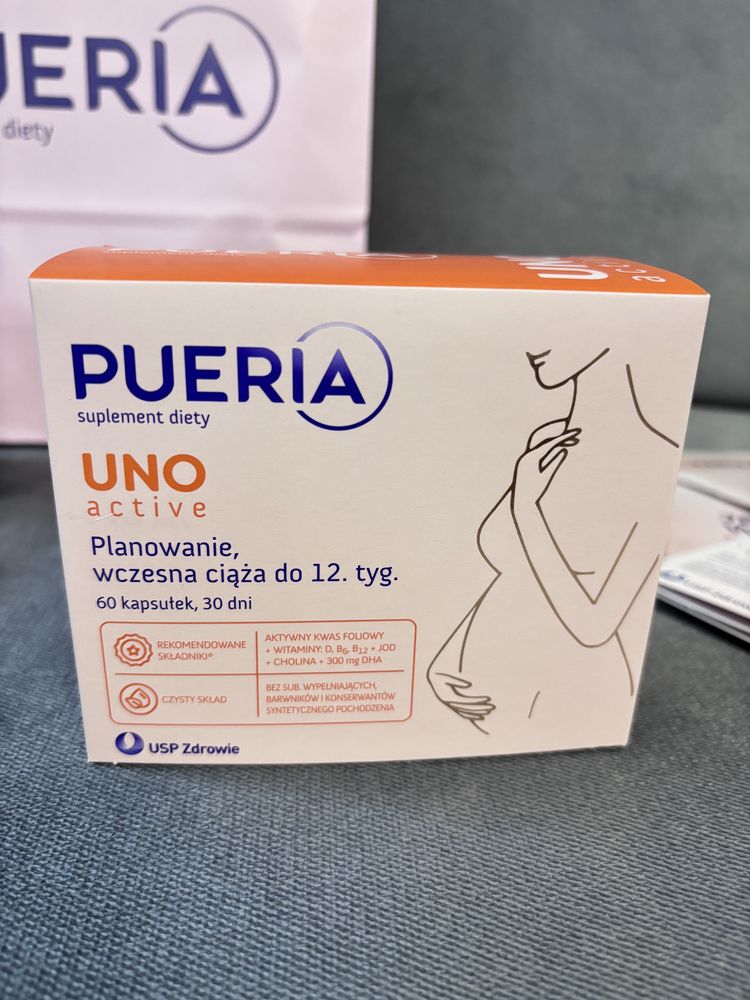 diety
PUERIA
suplement diety
UNO
active
Planowanie,
wczesna ciąża do 12. tyg.
60 kapsułek, 30 dni
REKOMENDOWANE
SKŁADNIKI®
AKTYWNY KWAS FOLIOWY
+ WITAMINY: D, B₆, B₁₂ + JOD
+ CHOLINA + 300 mg DHA
CZYSTY SKŁAD
BEZ SUB. WYPEŁNIAJĄCYCH,
BARWNIKÓW I KONSERWANTÓW
SYNTETYCZNEGO POCHODZENIA
USP Zdrowie